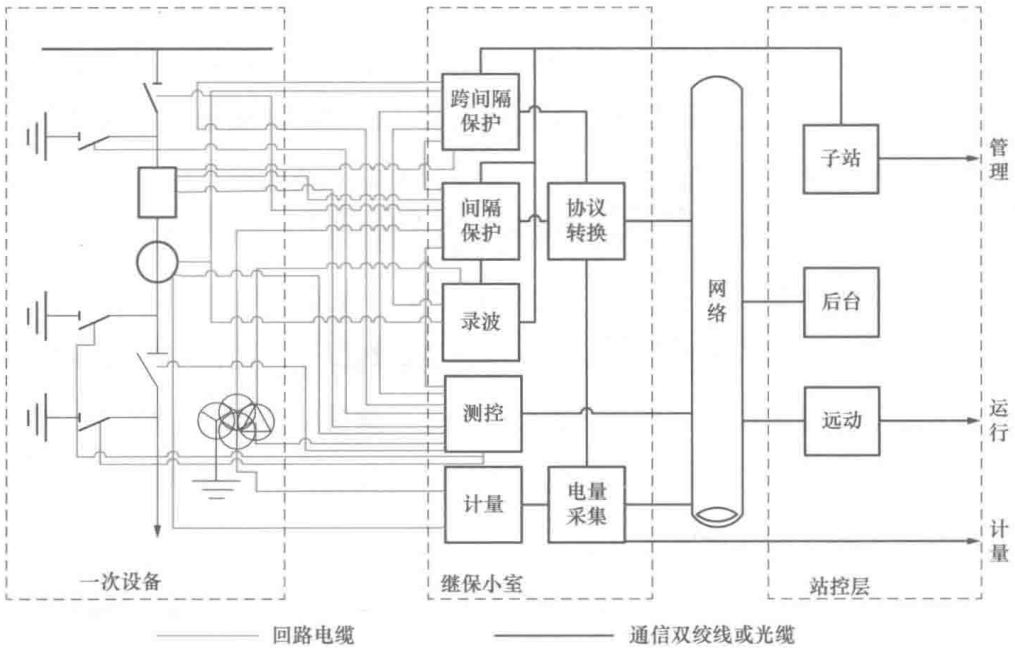 跨间隔
保护
子站
管
理
间隔
保护
协议
转换
网
络
录波
后台
测控
远动
运
行
计量
电量
采集
计
量
一次设备
继保小室
站控层
回路电缆
通信双绞线或光缆